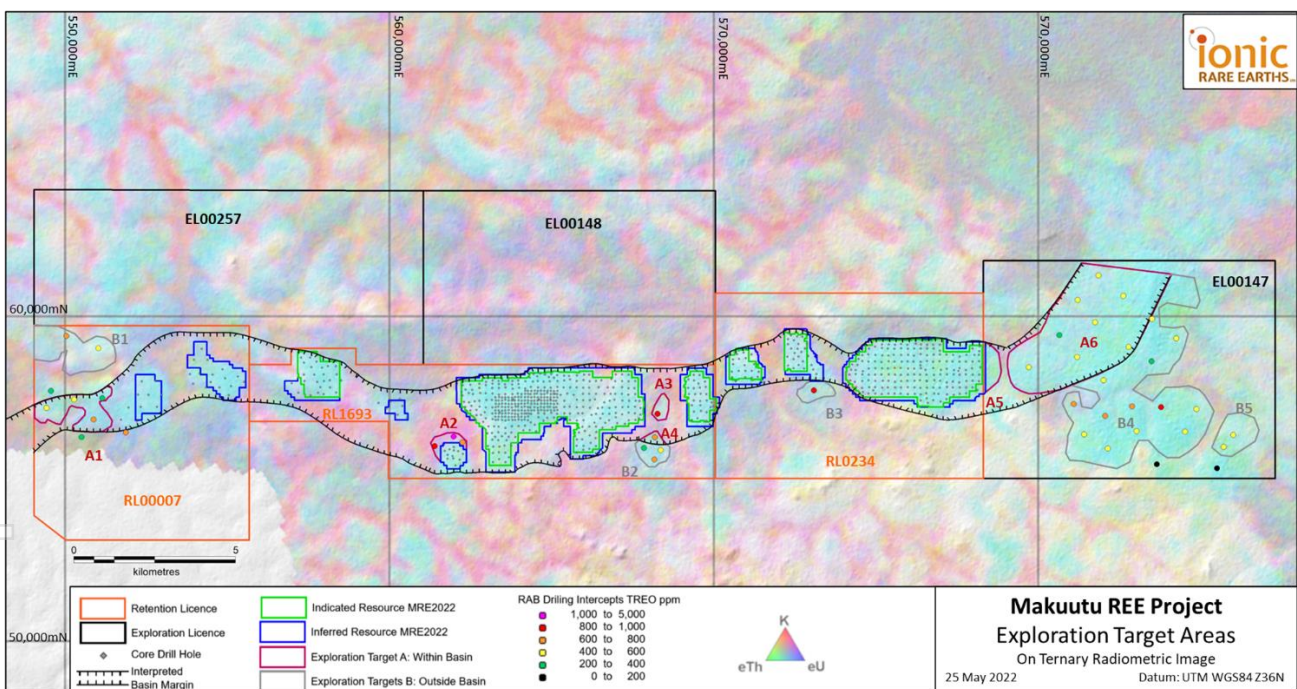 550,000mE
560,000mE
570,000mE
570,000mE
ionic
RARE EARTHS
EL00257
EL00148
EL00147
60,000mN
B1
A6
A3
RL1693
A2
A4
B3
A5
B4
B5
A1
B2
RL0234
RL00007
0 5
kilometres
50,000mN
Retention Licence
Exploration Licence
Core Drill Hole
Interpreted
Basin Margin
Indicated Resource MRE2022
Inferred Resource MRE2022
Exploration Target A: Within Basin
Exploration Targets B: Outside Basin
RAB Driling Intercepts TREO ppm
1,000 to 5,000
800 to 1,000
600 to 800
400 to 600
200 to 400
0 to 200
K
eTh eU
Makuutu REE Project
Exploration Target Areas
On Ternary Radiometric Image
25 May 2022 Datum: UTM WGS84 Z36N